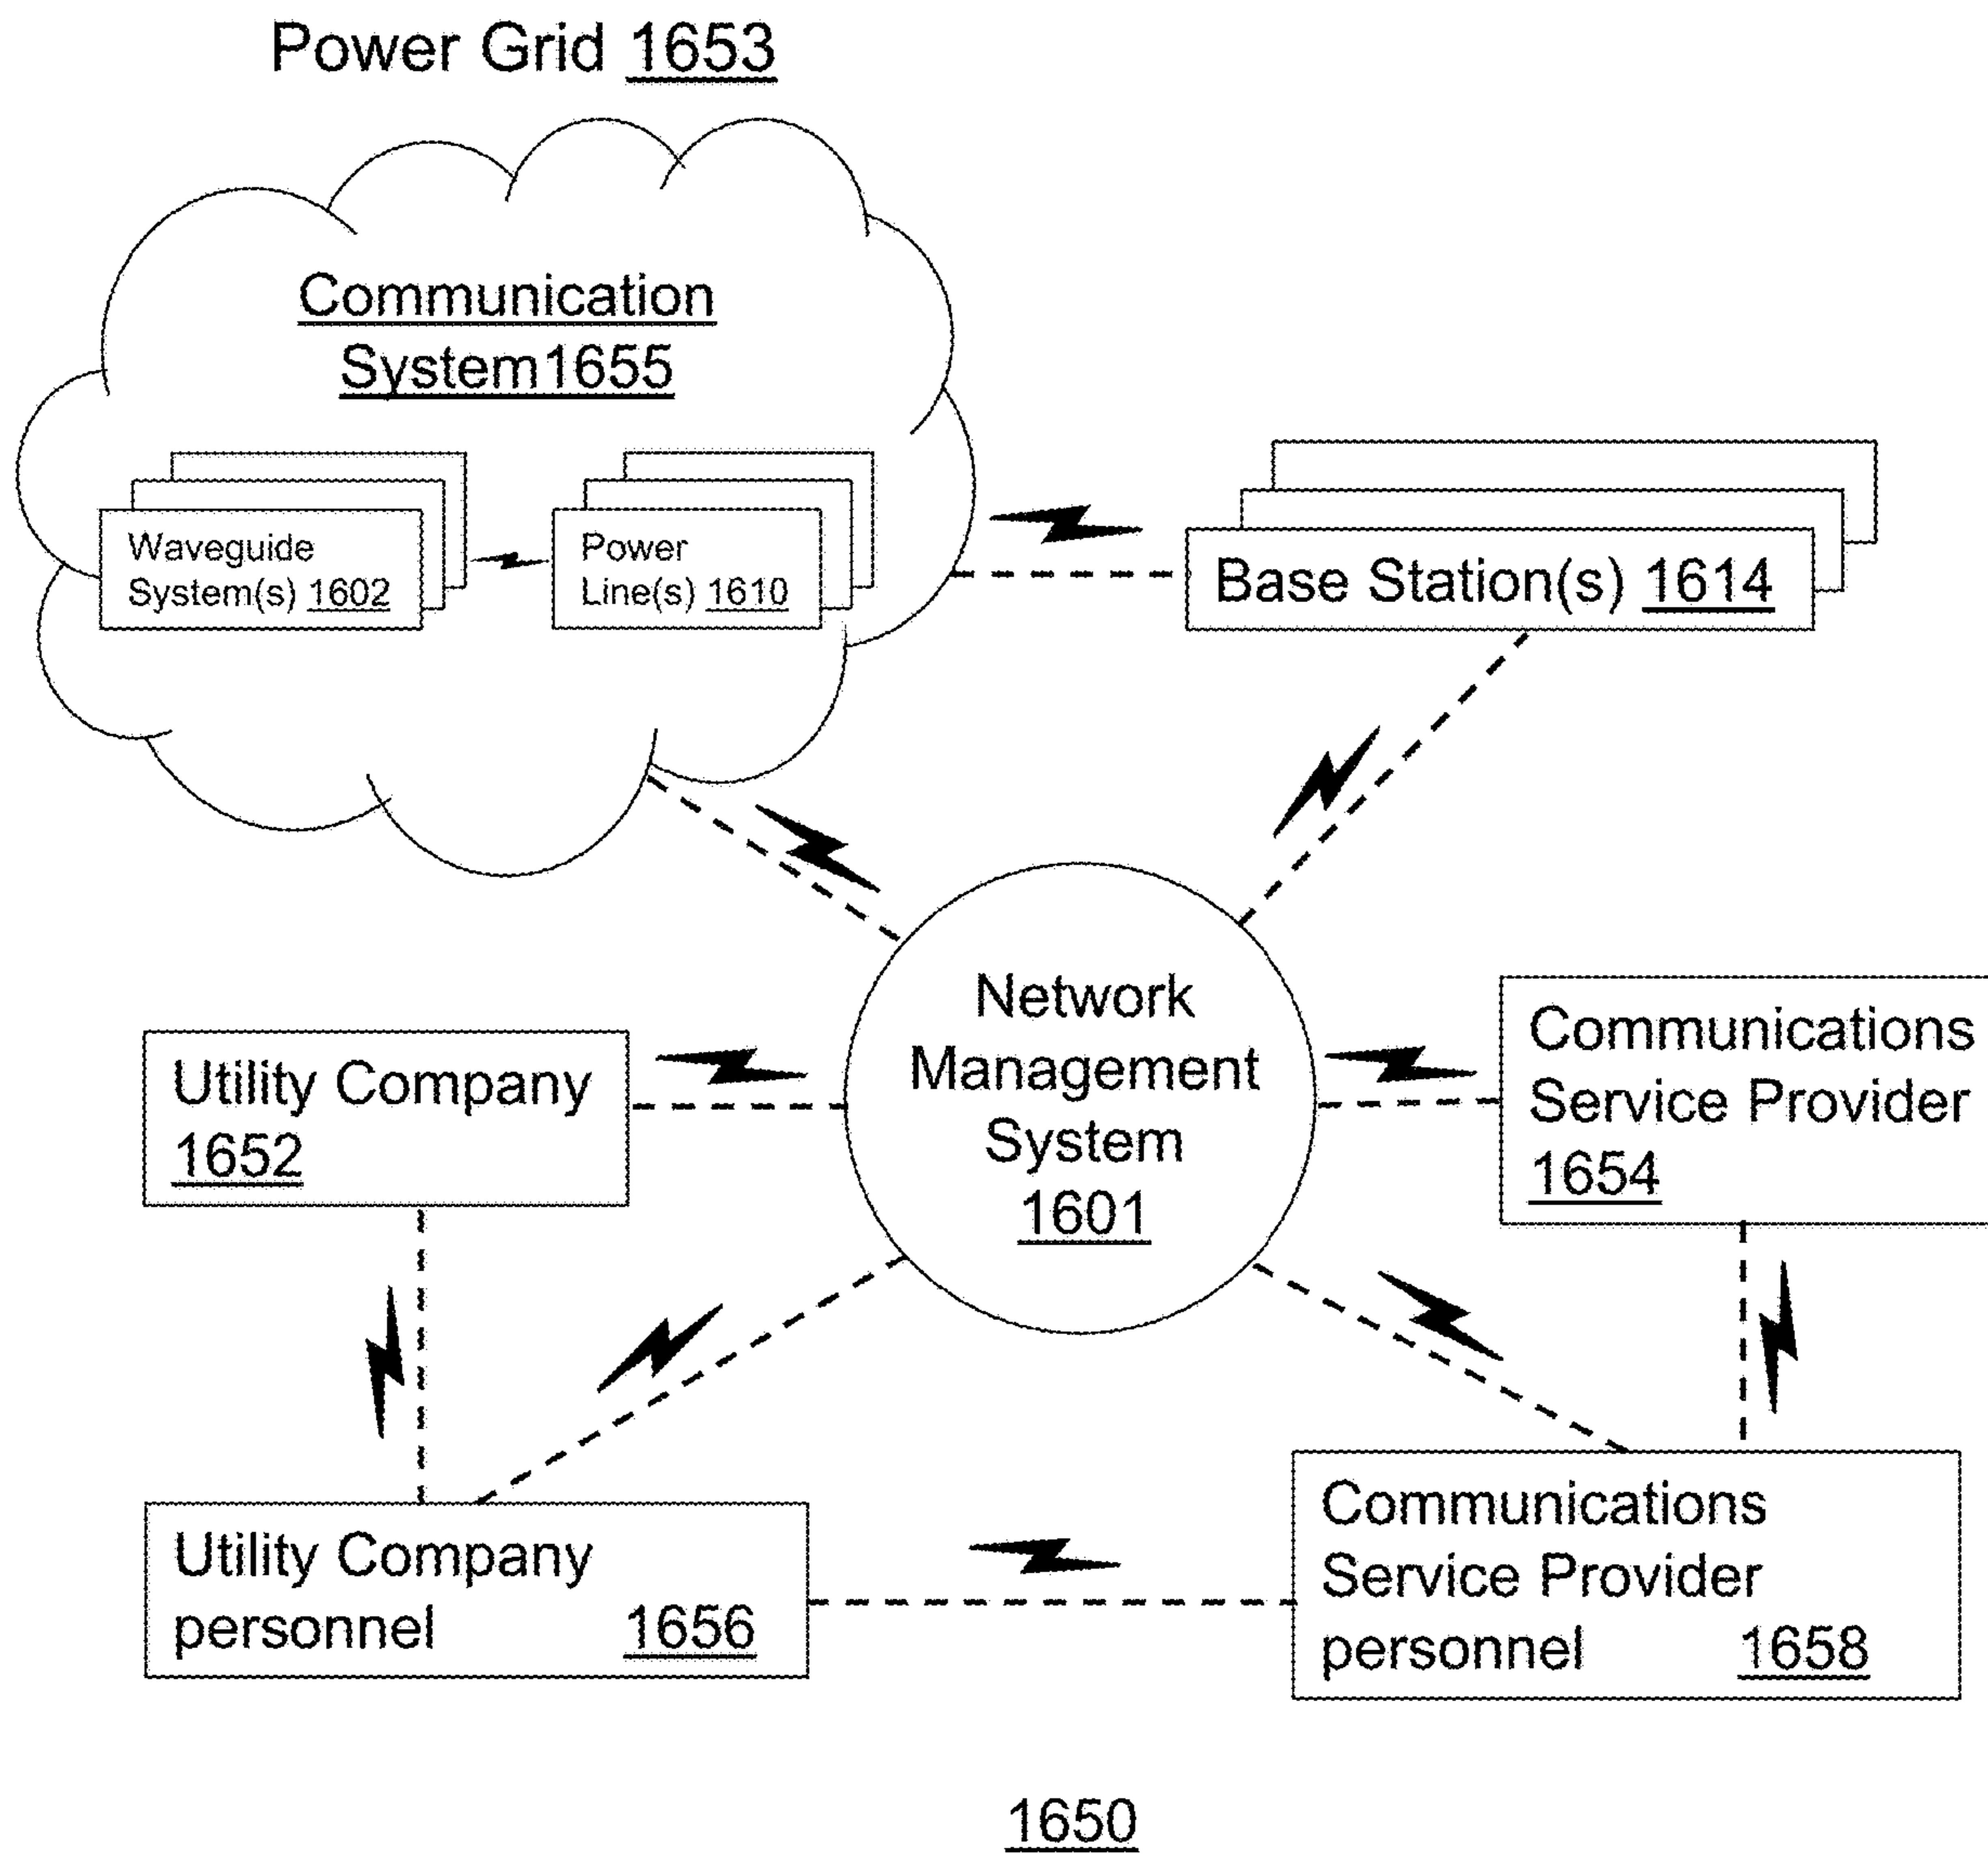 Power Grid 1653
Communication
System1655
Waveguide
System(s) 1602
Power
Line(s) 1610
Base Station(s) 1614
Network
Management
System
1601
Utility Company
1652
Communications
Service Provider
1654
Utility Company
personnel 1656
Communications
Service Provider
personnel 1658
1650